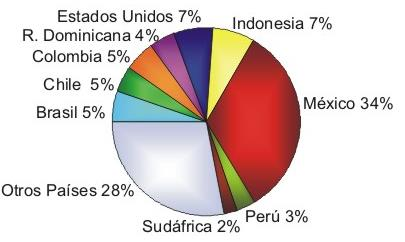 Estados Unidos 7%
Indonesia 7%
R. Dominicana 4%
Colombia 5%
Chile 5%
México 34%
Brasil 5%
Otros Países 28%
Perú 3%
Sudáfrica 2%